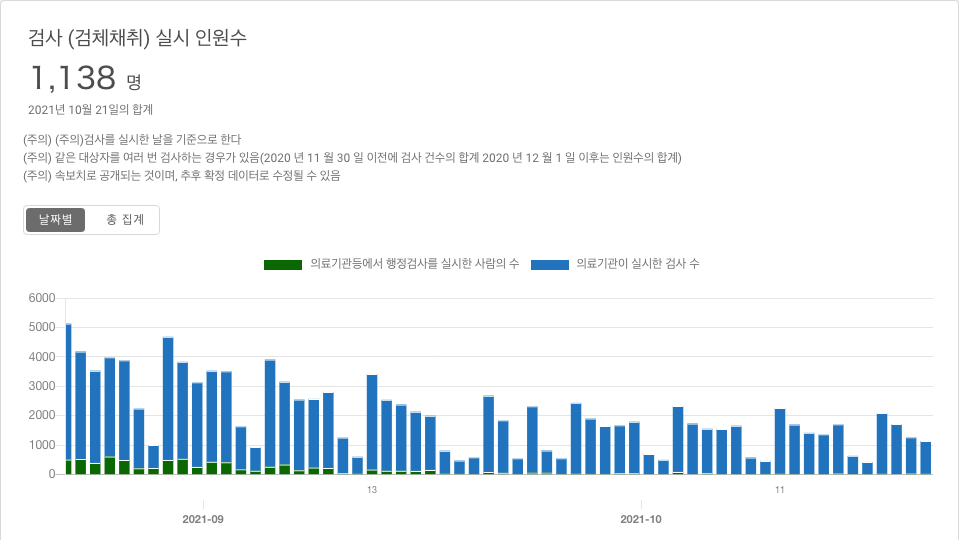 검사 (검체채취) 실시 인원수
1,138 명
2021년 10월 21일의 합계
(주의) (주의)검사를 실시한 날을 기준으로 한다
(주의) 같은 대상자를 여러 번 검사하는 경우가 있음(2020 년 11 월 30 일 이전에 검사 건수의 합계 2020 년 12 월 1 일 이후는 인원수의 합계)
(주의) 속보치로 공개되는 것이며, 추후 확정 데이터로 수정될 수 있음
날짜별 총 집계
의료기관등에서 행정검사를 실시한 사람의 수 의료기관이 실시한 검사 수
6000
5000
4000
3000
2000
1000
0
13 11
2021-09 2021-10